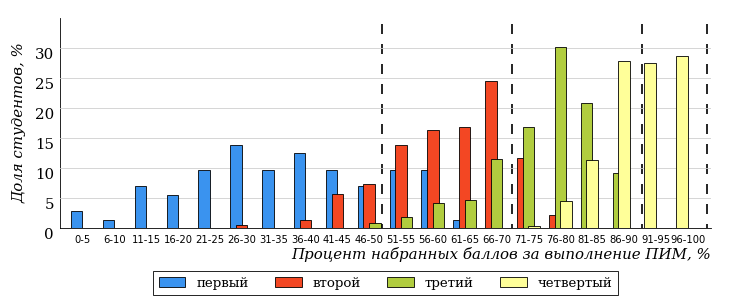 Доля студентов, %
30
25
20
15
10
5
0
0-5 6-10 11-15 16-20 21-25 26-30 31-35 36-40 41-45 46-50 51-55 56-60 61-65 66-70 71-75 76-80 81-85 86-90 91-95 96-100
Процент набранных баллов за выполнение ПИМ, %
первый второй третий четвертый